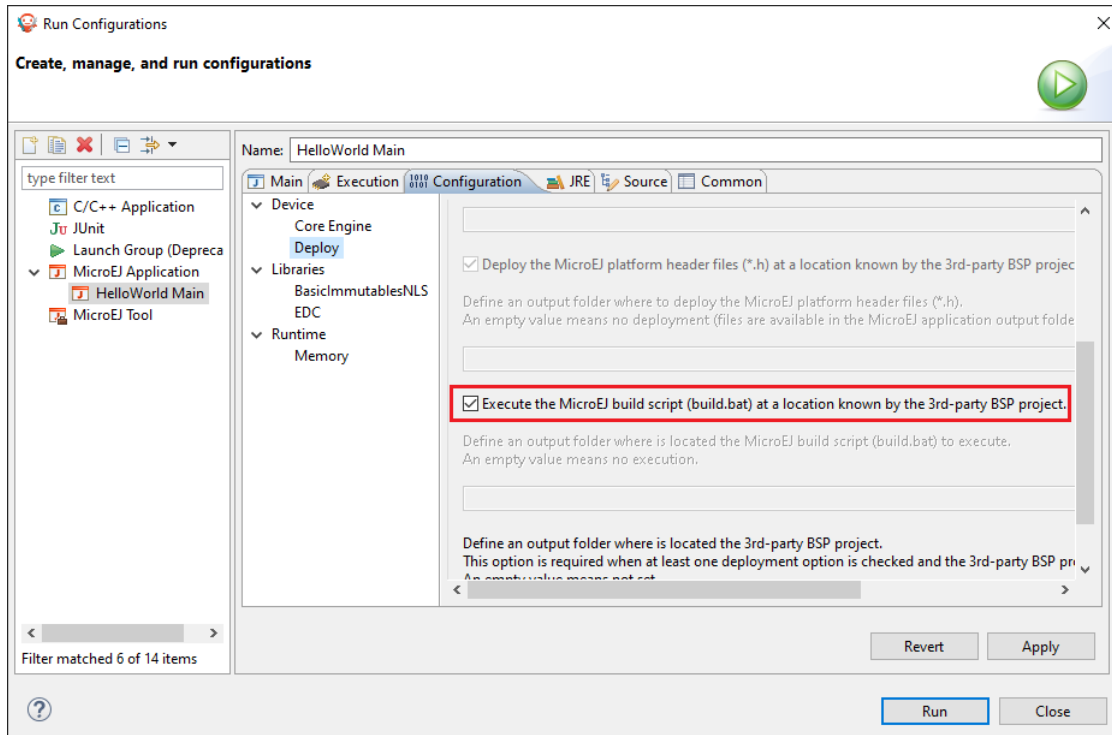 Run Configurations
Create, manage, and run configurations
type filter text
C/C++ Application
JUnit
Launch Group (Depreca
MicroEJ Application
HelloWorld Main
MicroEJ Tool
Filter matched 6 of 14 items
Name: HelloWorld Main
Main Execution Configuration JRE Source Common
Device
Core Engine
Deploy
Libraries
BasicImmutablesNLS
EDC
Runtime
Memory
Deploy the MicroEJ platform header files (*.h) at a location known by the 3rd-party BSP projec
Define an output folder where to deploy the MicroEJ platform header files (*.h).
An empty value means no deployment (files are available in the MicroEJ application output folde
Execute the MicroEJ build script (build.bat) at a location known by the 3rd-party BSP project.
Define an output folder where is located the MicroEJ build script (build.bat) to execute.
An empty value means no execution.
Define an output folder where is located the 3rd-party BSP project.
This option is required when at least one deployment option is checked and the 3rd-party BSP pro
An empty value means not set
Revert Apply
Run Close